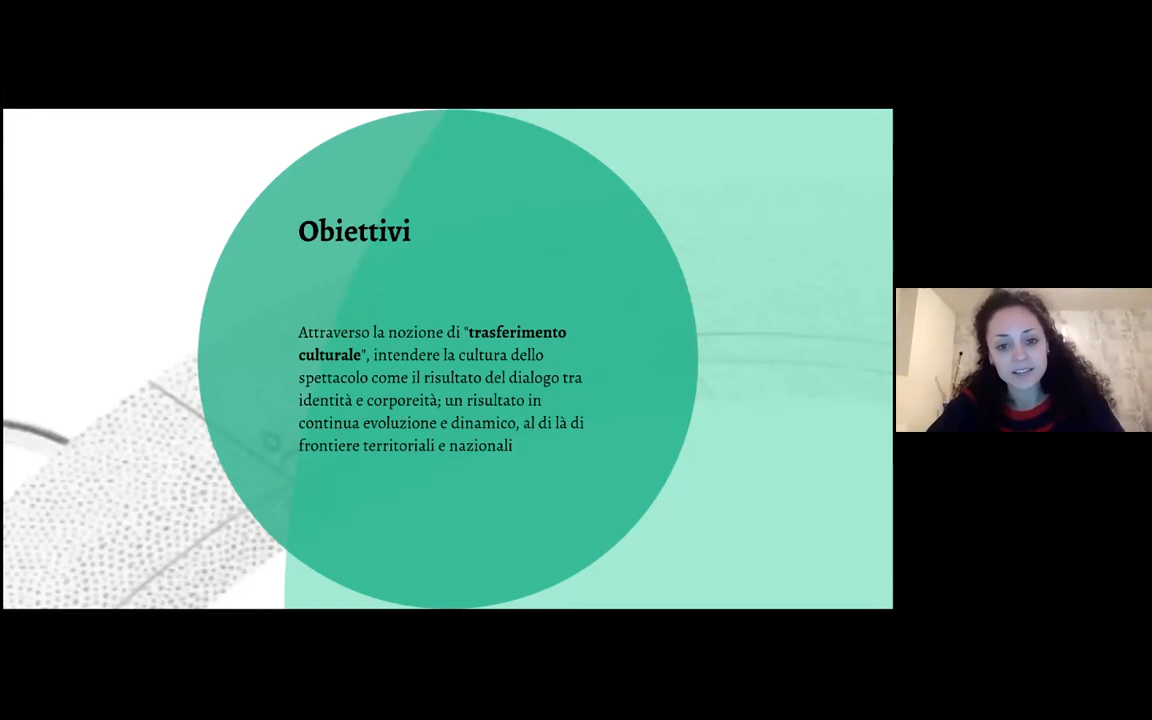 Obiettivi
Attraverso la nozione di "trasferimento
culturale", intendere la cultura dello
spettacolo come il risultato del dialogo tra
identità e corporeità; un risultato in
continua evoluzione e dinamico, al di là di
frontiere territoriali e nazionali